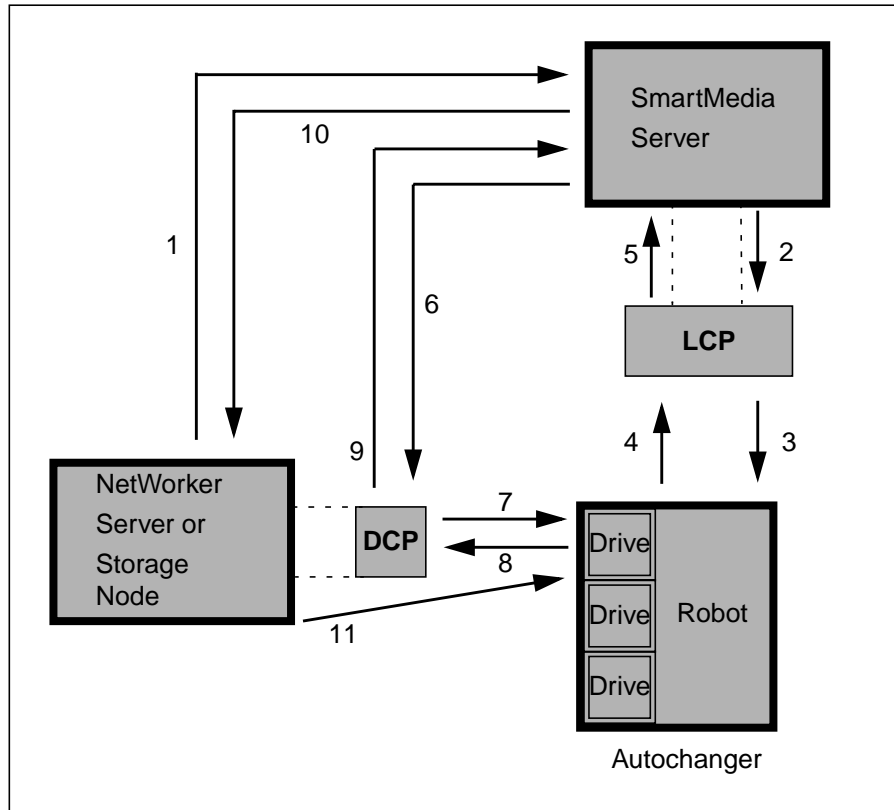 SmartMedia
Server
10
1
5
2
6
LCP
9
4
3
NetWorker
Server or
Storage
Node
DCP
7
8
11
Drive
Drive
Drive
Robot
Autochanger